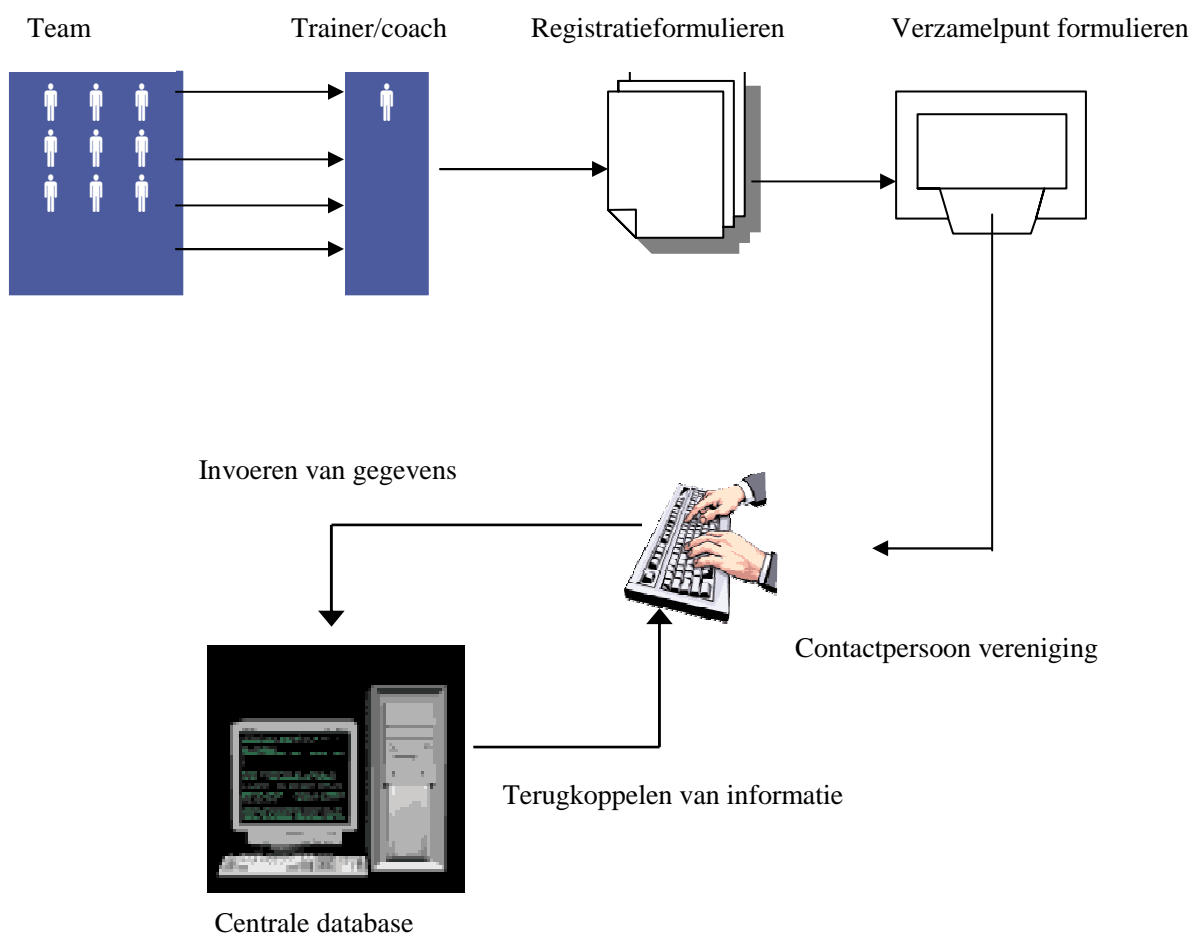 Team
Trainer/coach
Registratieformulieren
Verzamelpunt formulieren
Invoeren van gegevens
Contactpersoon vereniging
Terugkoppelen van informatie
Centrale database